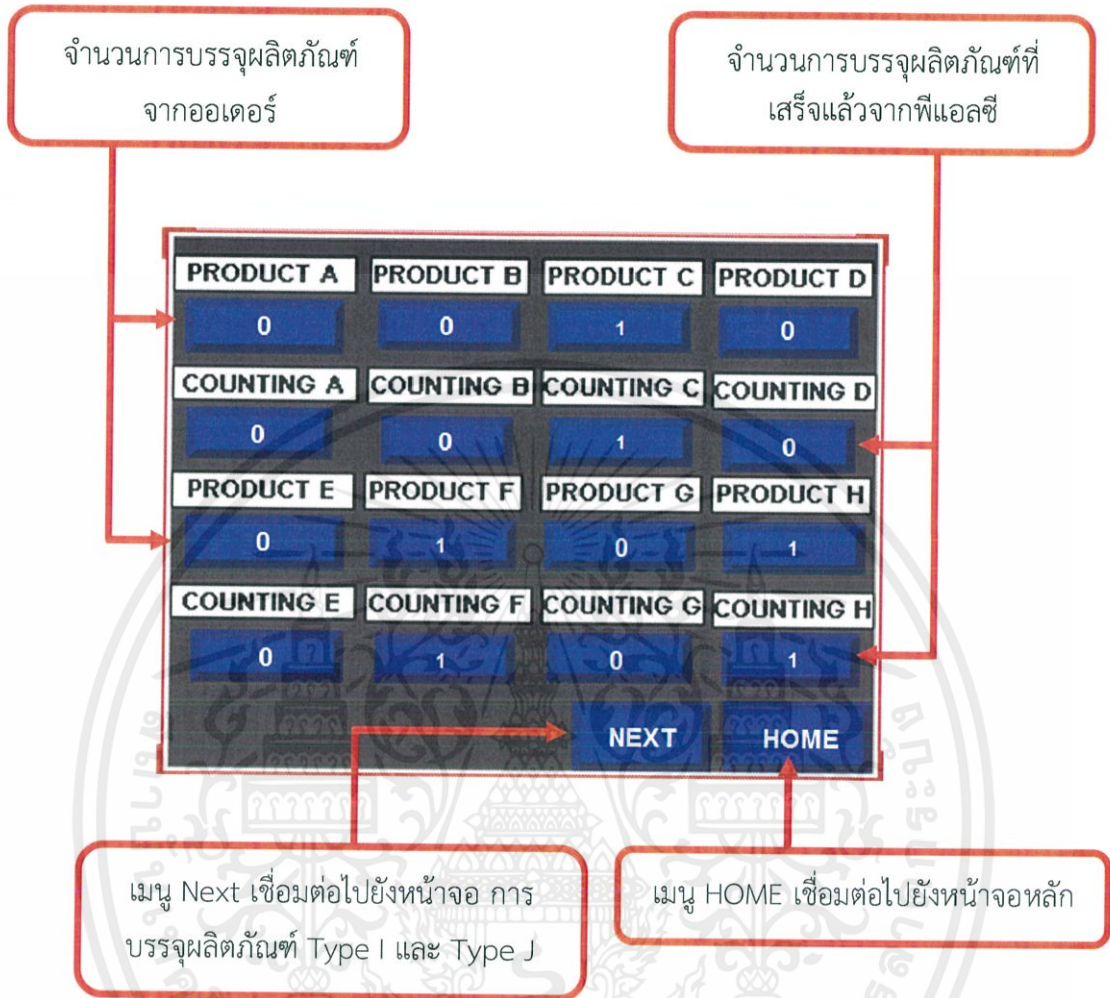 จำนวนการบรรจุผลิตภัณฑ์
จากออเดอร์
จำนวนการบรรจุผลิตภัณฑ์ที่
เสร็จแล้วจากพีแอลซี
PRODUCT A PRODUCT B PRODUCT C PRODUCT D
0 0 1 0
COUNTING A COUNTING B COUNTING C COUNTING D
0 0 1 0
PRODUCT E PRODUCT F PRODUCT G PRODUCT H
0 1 0 1
COUNTING E COUNTING F COUNTING G COUNTING H
0 1 0 1
NEXT HOME
เมนู Next เชื่อมต่อไปยังหน้าจอ การ
บรรจุผลิตภัณฑ์ Type I และ Type J
เมนู HOME เชื่อมต่อไปยังหน้าจอหลัก